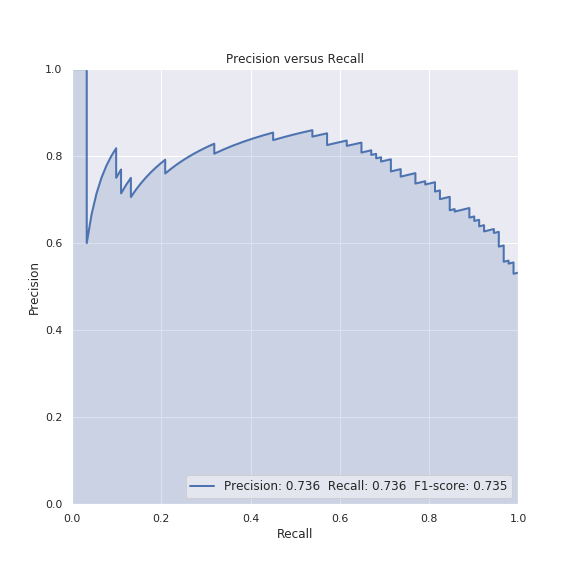 Precision versus Recall
1.0
0.8
0.6
0.4
0.2
0.0
Precision
Precision: 0.736  Recall: 0.736  F1-score: 0.735
0.0 0.2 0.4 0.6 0.8 1.0
Recall